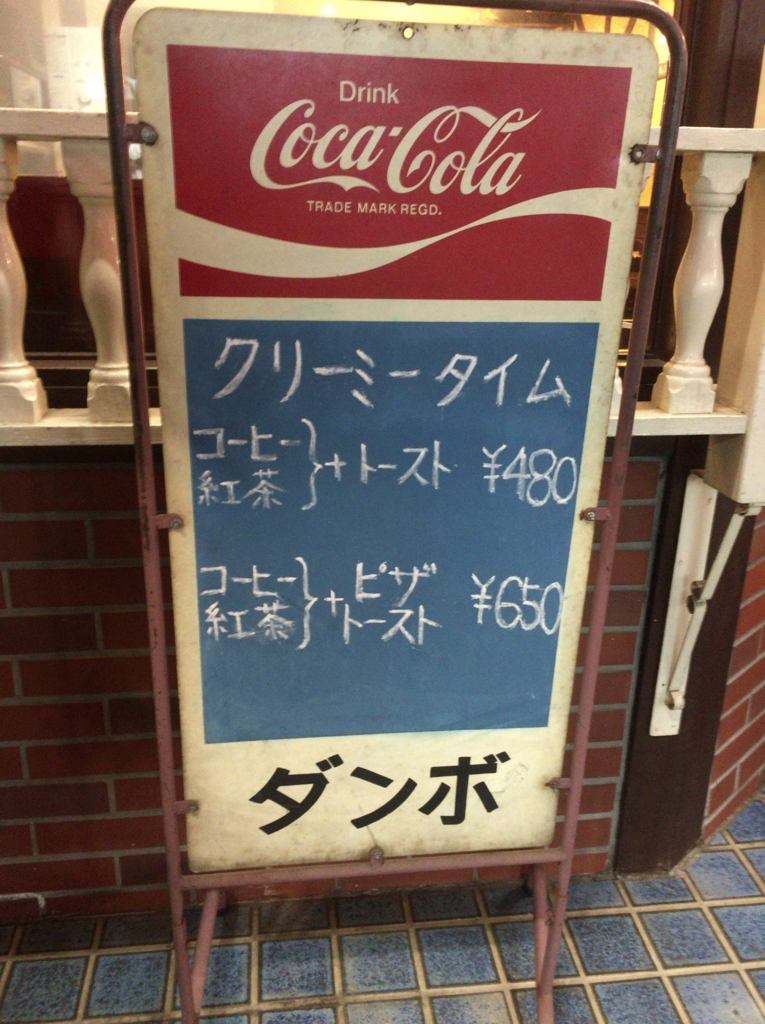 Drink
Coca-Cola
TRADE MARK REGD.
クリーミータイム
コーヒー
紅茶 } + トースト ¥480
コーヒー
紅茶 } + ピザトースト ¥650
ダンボ